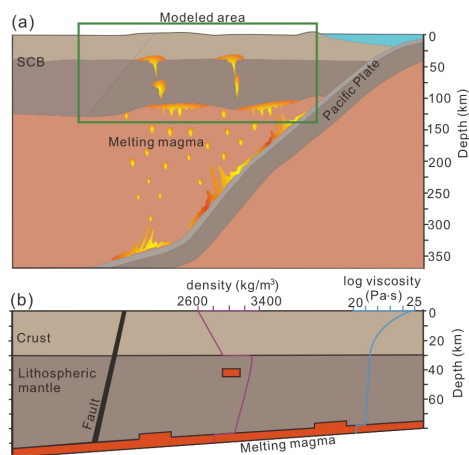 (a)
Modeled area
SCB
Pacific Plate
Melting magma
Depth (km)
0
50
100
150
200
250
300
350
(b)
density (kg/m³)
2600
3400
log viscosity
(Pa·s)
20
25
Crust
Lithospheric
mantle
Fault
Melting magma
Depth (km)
0
20
40
60
80